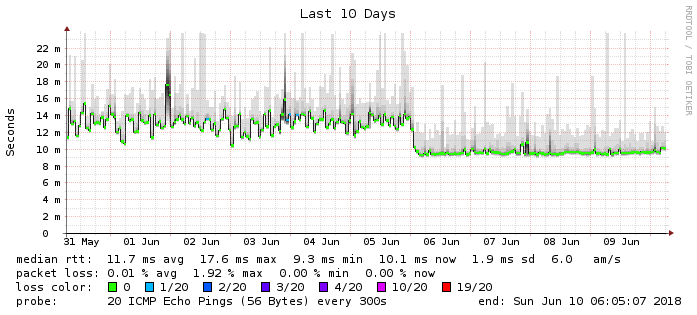 Last 10 Days
RRDTOOL / TOBI OETIKER
Seconds
22 m
20 m
18 m
16 m
14 m
12 m
10 m
8 m
6 m
4 m
2 m
0
31 May 01 Jun 02 Jun 03 Jun 04 Jun 05 Jun 06 Jun 07 Jun 08 Jun 09 Jun
median rtt: 11.7 ms avg 17.6 ms max 9.3 ms min 10.1 ms now 1.9 ms sd 6.0 am/s
packet loss: 0.01 % avg 1.92 % max 0.00 % min 0.00 % now
loss color: 0 1/20 2/20 3/20 4/20 10/20 19/20
probe: 20 ICMP Echo Pings (56 Bytes) every 300s end: Sun Jun 10 06:05:07 2018